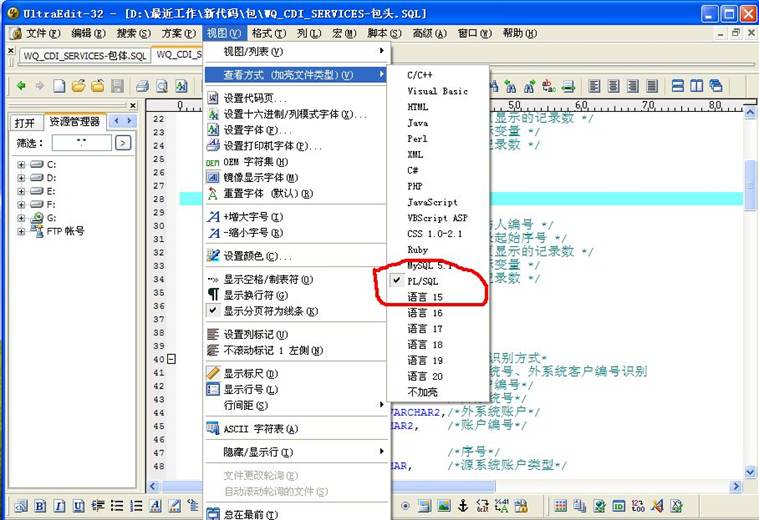 UltraEdit-32 - [D:\最近工作\新代码\包\WQ_CDI_SERVICES-包头.SQL]
文件(F) 编辑(E) 搜索(S) 方案(P) 视图(V) 格式(T) 列(L) 宏(M) 脚本(S) 高级(A) 窗口(W) 帮助(H)
WQ_CDI_SERVICES-包体.SQL
WQ_CDI_S
打开 资源管理器
筛选: *.*
C:
D:
E:
F:
G:
FTP 帐号
视图/列表(V)
查看方式 (加亮文件类型)(V)
设置代码页...
设置十六进制/列模式字体(X)...
设置字体(F)...
设置打印机字体(P)...
OEM 字符集(H)
镜像显示字体(M)
重置字体 (默认)(R)
+增大字号(I)
-缩小字号(R)
设置颜色(C)...
显示空格/制表符(O)
显示换行符(G)
显示分页符为线条(K)
设置列标记(U)
不滚动标记 1 左侧(N)
显示标尺(D)
显示行号(L)
行间距(S)
ASCII 字符表(A)
隐藏/显示行(I)
文件更改轮询(E)
自动滚动轮询的文件(S)
总在最前(T)
C/C++
Visual Basic
HTML
Java
Perl
XML
C#
PHP
JavaScript
VBScript ASP
CSS 1.0-2.1
Ruby
MySQL 5.1
PL/SQL
语言 15
语言 16
语言 17
语言 18
语言 19
语言 20
不加亮
0 50 60 70
22 显示的记录数 */
23 标变量 */
24 记录数 */
25
26
27
28
29
30 人编号 */
31 起始序号 */
32 显示的记录数 */
33 标变量 */
34 记录数 */
35
36
37
38
39
40 识别方式*
41 统号、外系统客户编号识别
42 编号*/
43 统号*/
44 ARCHAR2,/*外系统账户*/
45 AR2, /*账户编号*/
46
47 /*序号*/
48 AR, /*源系统账户类型*/